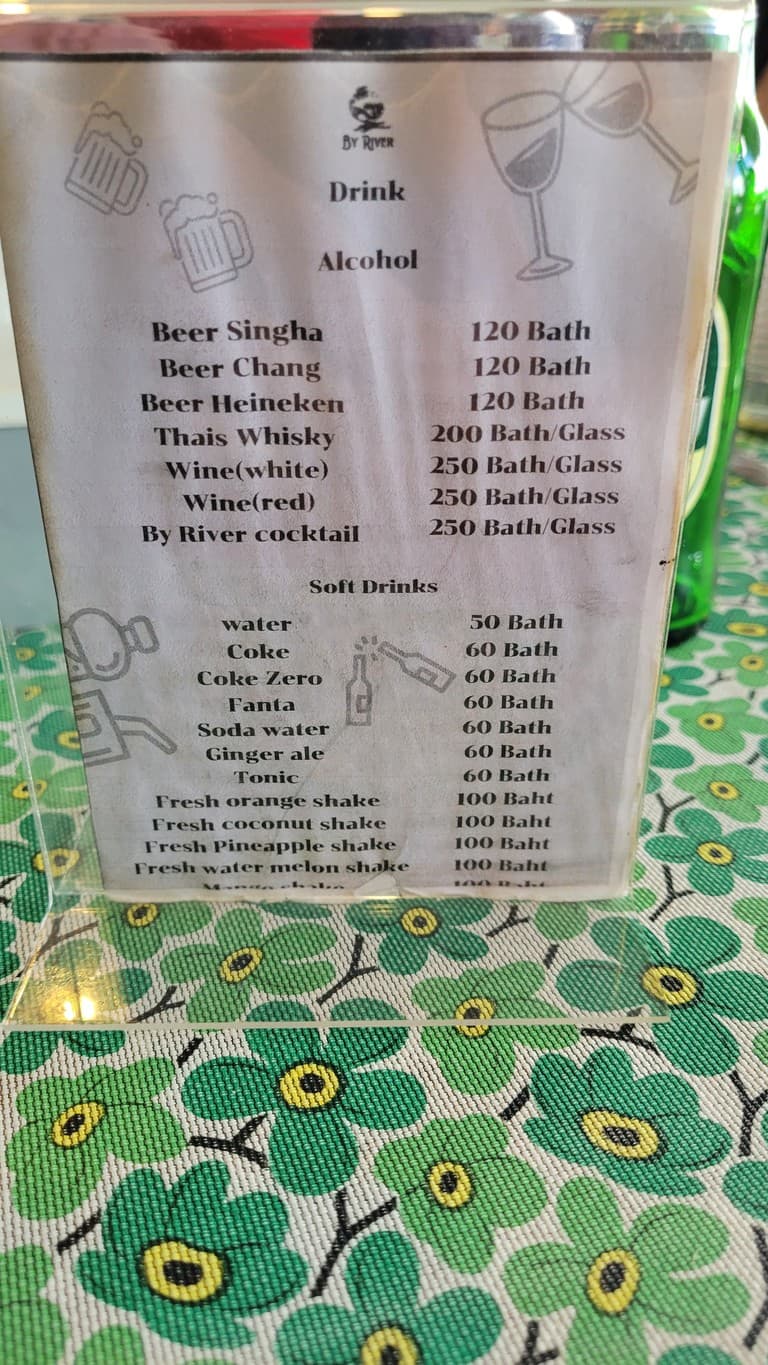 By River
Drink
Alcohol
Beer Singha 120 Bath
Beer Chang 120 Bath
Beer Heineken 120 Bath
Thais Whisky 200 Bath/Glass
Wine(white) 250 Bath/Glass
Wine(red) 250 Bath/Glass
By River cocktail 250 Bath/Glass
Soft Drinks
water 50 Bath
Coke 60 Bath
Coke Zero 60 Bath
Fanta 60 Bath
Soda water 60 Bath
Ginger ale 60 Bath
Tonic 60 Bath
Fresh orange shake 100 Baht
Fresh coconut shake 100 Baht
Fresh Pineapple shake 100 Baht
Fresh water melon shake 100 Baht
Mango shake 100 Baht